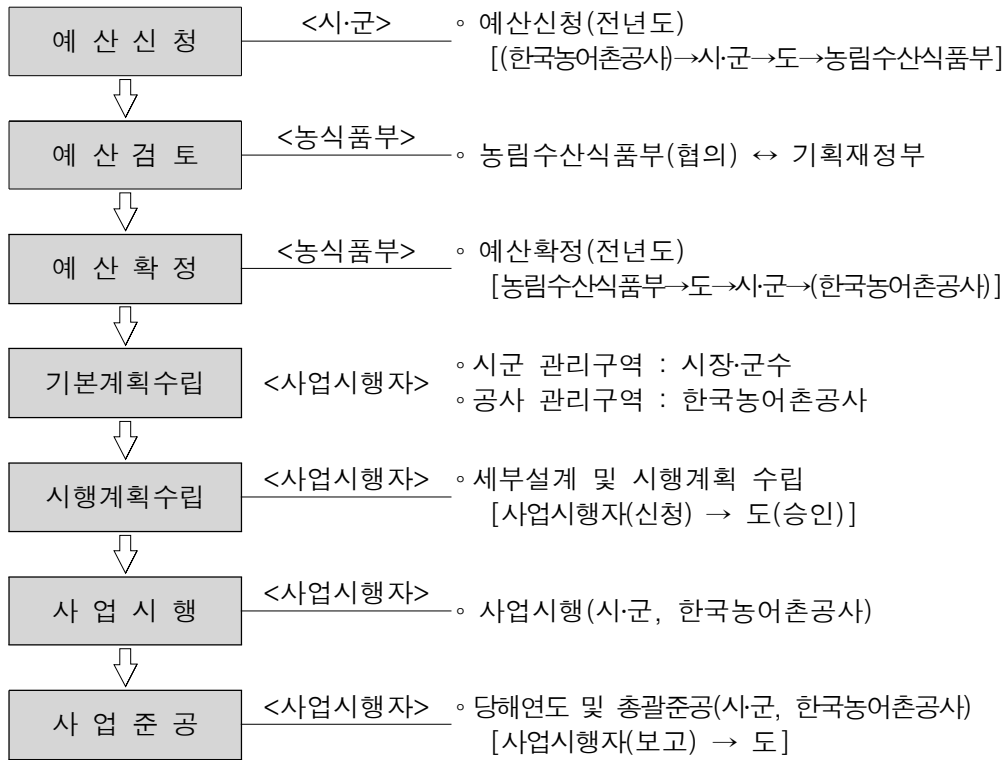 예 산 신 청 <시·군> ◦ 예산신청(전년도)
[(한국농어촌공사)→시·군→도→농림수산식품부]
예 산 검 토 <농식품부> ◦ 농림수산식품부(협의) ↔ 기획재정부
예 산 확 정 <농식품부> ◦ 예산확정(전년도)
[농림수산식품부→도→시·군→(한국농어촌공사)]
기본계획수립 <사업시행자> ◦시군 관리구역 : 시장·군수
◦공사 관리구역 : 한국농어촌공사
시행계획수립 <사업시행자> ◦세부설계 및 시행계획 수립
[사업시행자(신청) → 도(승인)]
사 업 시 행 <사업시행자> ◦ 사업시행(시·군, 한국농어촌공사)
사 업 준 공 <사업시행자> ◦당해연도 및 총괄준공(시·군, 한국농어촌공사)
[사업시행자(보고) → 도]